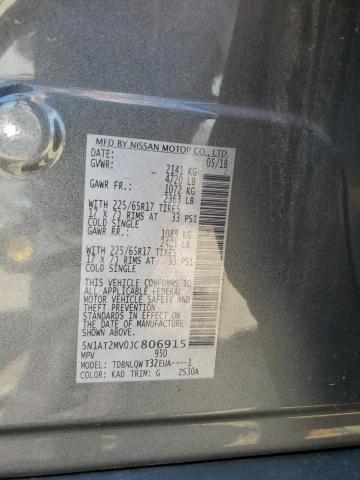 MFD BY NISSAN MOTOR CO., LTD.
DATE: 05/18
GVWR: 2141 KG
4720 LB
GAWR FR.: 1072 KG
2363 LB
WITH 225/65R17 TIRES
17 X 7J RIMS AT 33 PSI
COLD SINGLE
GAWR RR.: 1089 KG
2401 LB
WITH 225/65R17 TIRES
17 X 7J RIMS AT 33 PSI
COLD SINGLE
THIS VEHICLE CONFORMS TO
ALL APPLICABLE FEDERAL
MOTOR VEHICLE SAFETY AND
THEFT PREVENTION
STANDARDS IN EFFECT ON
THE DATE OF MANUFACTURE
SHOWN ABOVE.
5N1AT2MV0JC806915
MPV 950
MODEL: TDBNLQWT32EUA----1
COLOR: KAD TRIM: G ZS30A